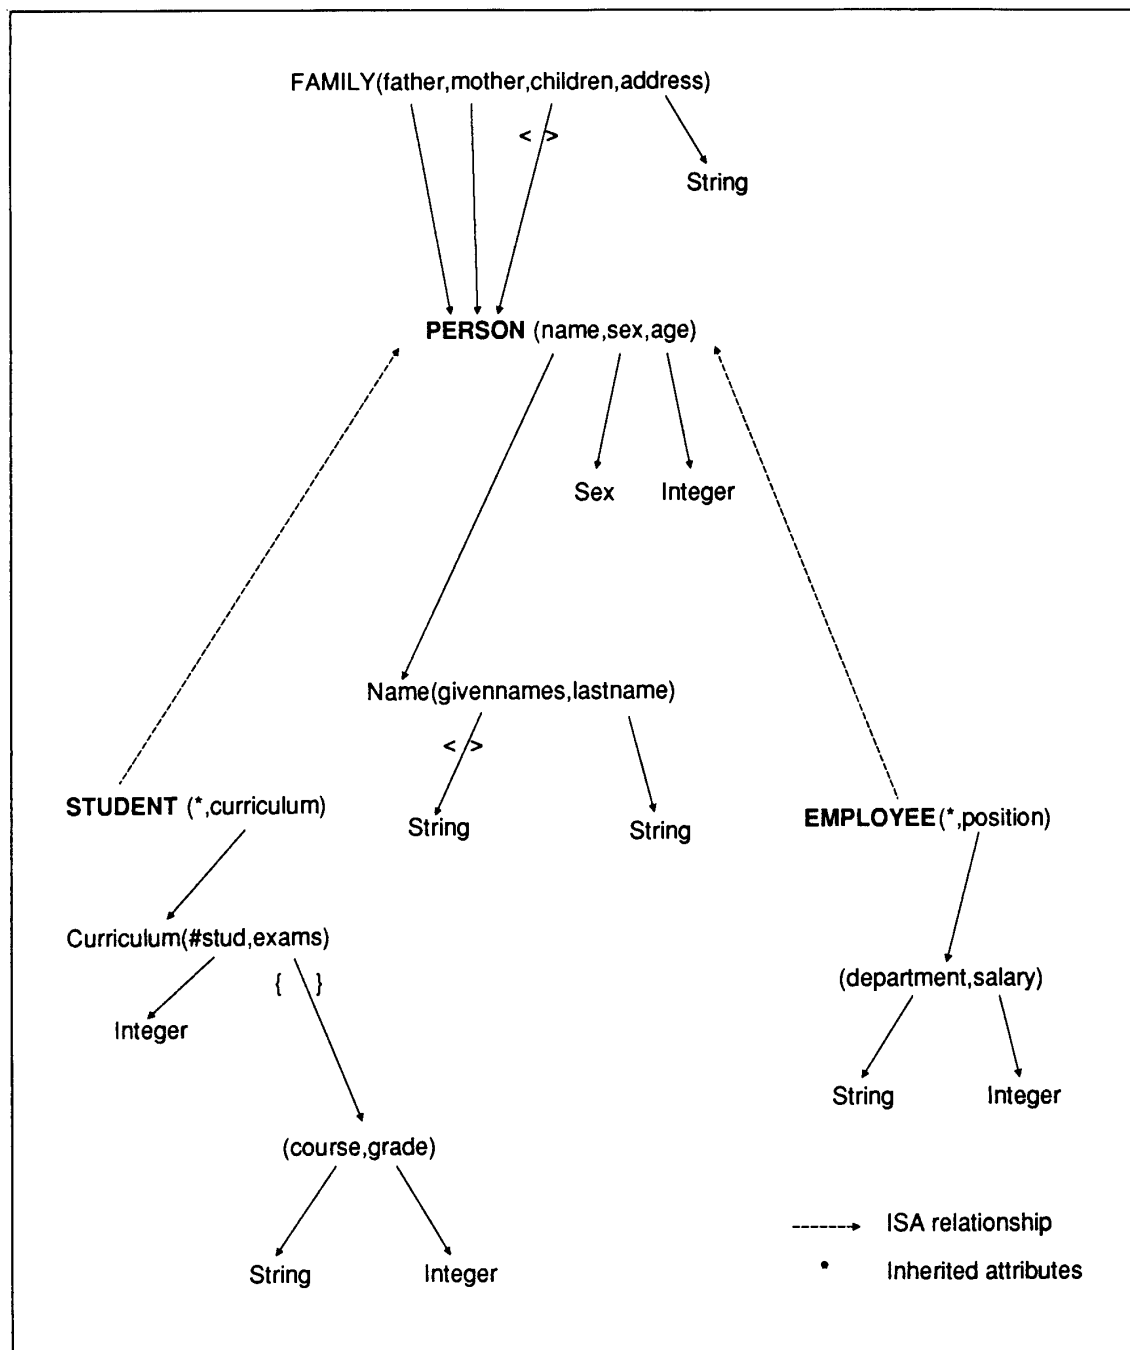 FAMILY(father,mother,children,address)
< >
String
PERSON (name,sex,age)
Sex Integer
Name(givennames,lastname)
< >
STUDENT (*,curriculum)
String String
EMPLOYEE(*,position)
Curriculum(#stud,exams)
{ }
(department,salary)
Integer
String Integer
(course,grade)
ISA relationship
String Integer
• Inherited attributes